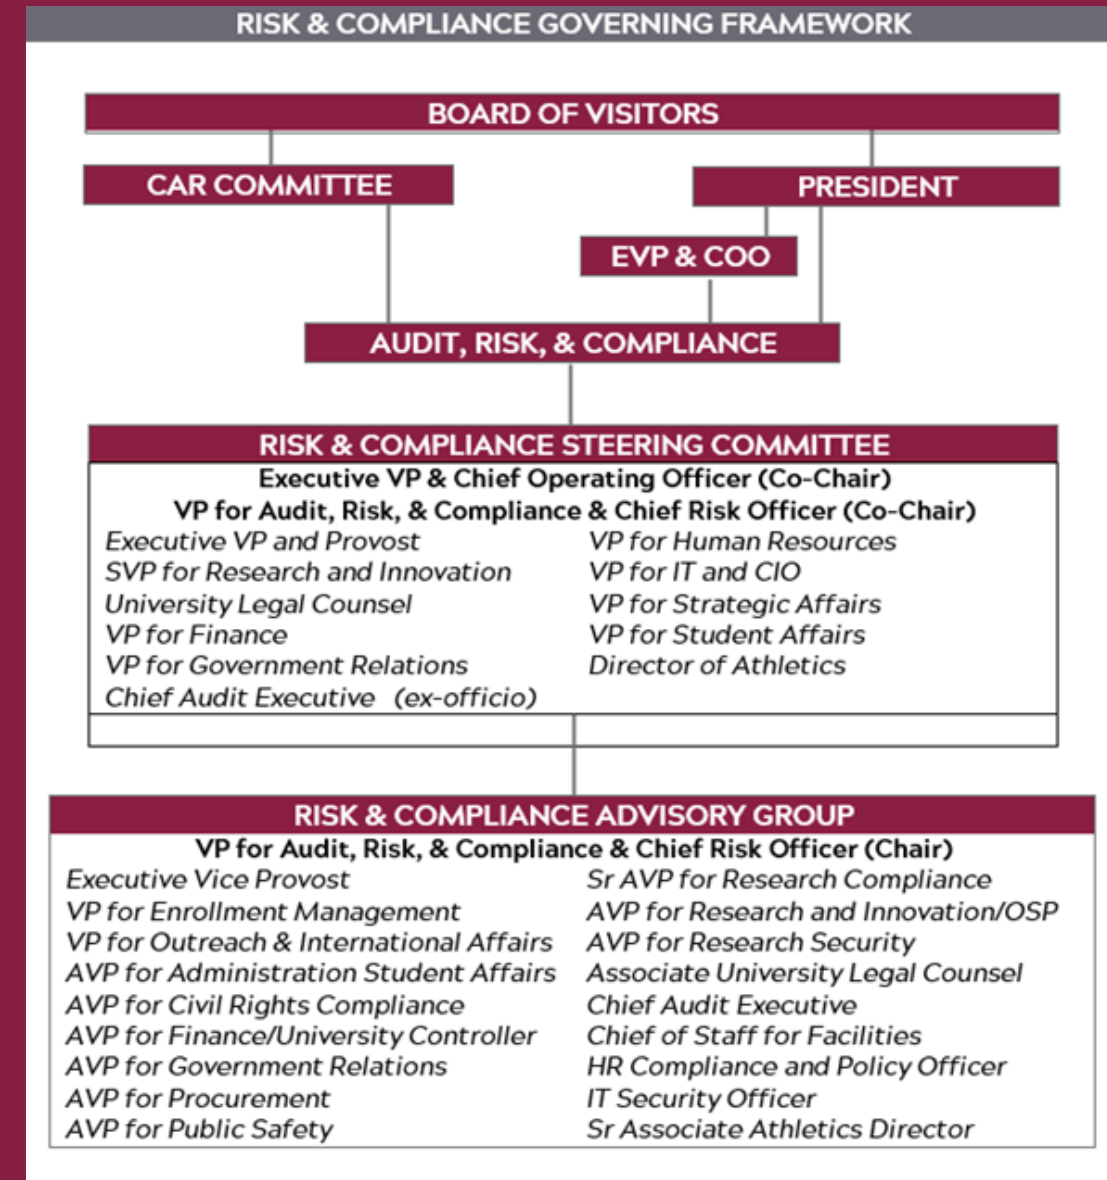 RISK & COMPLIANCE GOVERNING FRAMEWORK
BOARD OF VISITORS
CAR COMMITTEE
PRESIDENT
EVP & COO
AUDIT, RISK, & COMPLIANCE
RISK & COMPLIANCE STEERING COMMITTEE
Executive VP & Chief Operating Officer (Co-Chair)
VP for Audit, Risk, & Compliance & Chief Risk Officer (Co-Chair)
Executive VP and Provost
SVP for Research and Innovation
University Legal Counsel
VP for Finance
VP for Government Relations
Chief Audit Executive (ex-officio)
VP for Human Resources
VP for IT and CIO
VP for Strategic Affairs
VP for Student Affairs
Director of Athletics
RISK & COMPLIANCE ADVISORY GROUP
VP for Audit, Risk, & Compliance & Chief Risk Officer (Chair)
Executive Vice Provost
VP for Enrollment Management
VP for Outreach & International Affairs
AVP for Administration Student Affairs
AVP for Civil Rights Compliance
AVP for Finance/University Controller
AVP for Government Relations
AVP for Procurement
AVP for Public Safety
Sr AVP for Research Compliance
AVP for Research and Innovation/OSP
AVP for Research Security
Associate University Legal Counsel
Chief Audit Executive
Chief of Staff for Facilities
HR Compliance and Policy Officer
IT Security Officer
Sr Associate Athletics Director